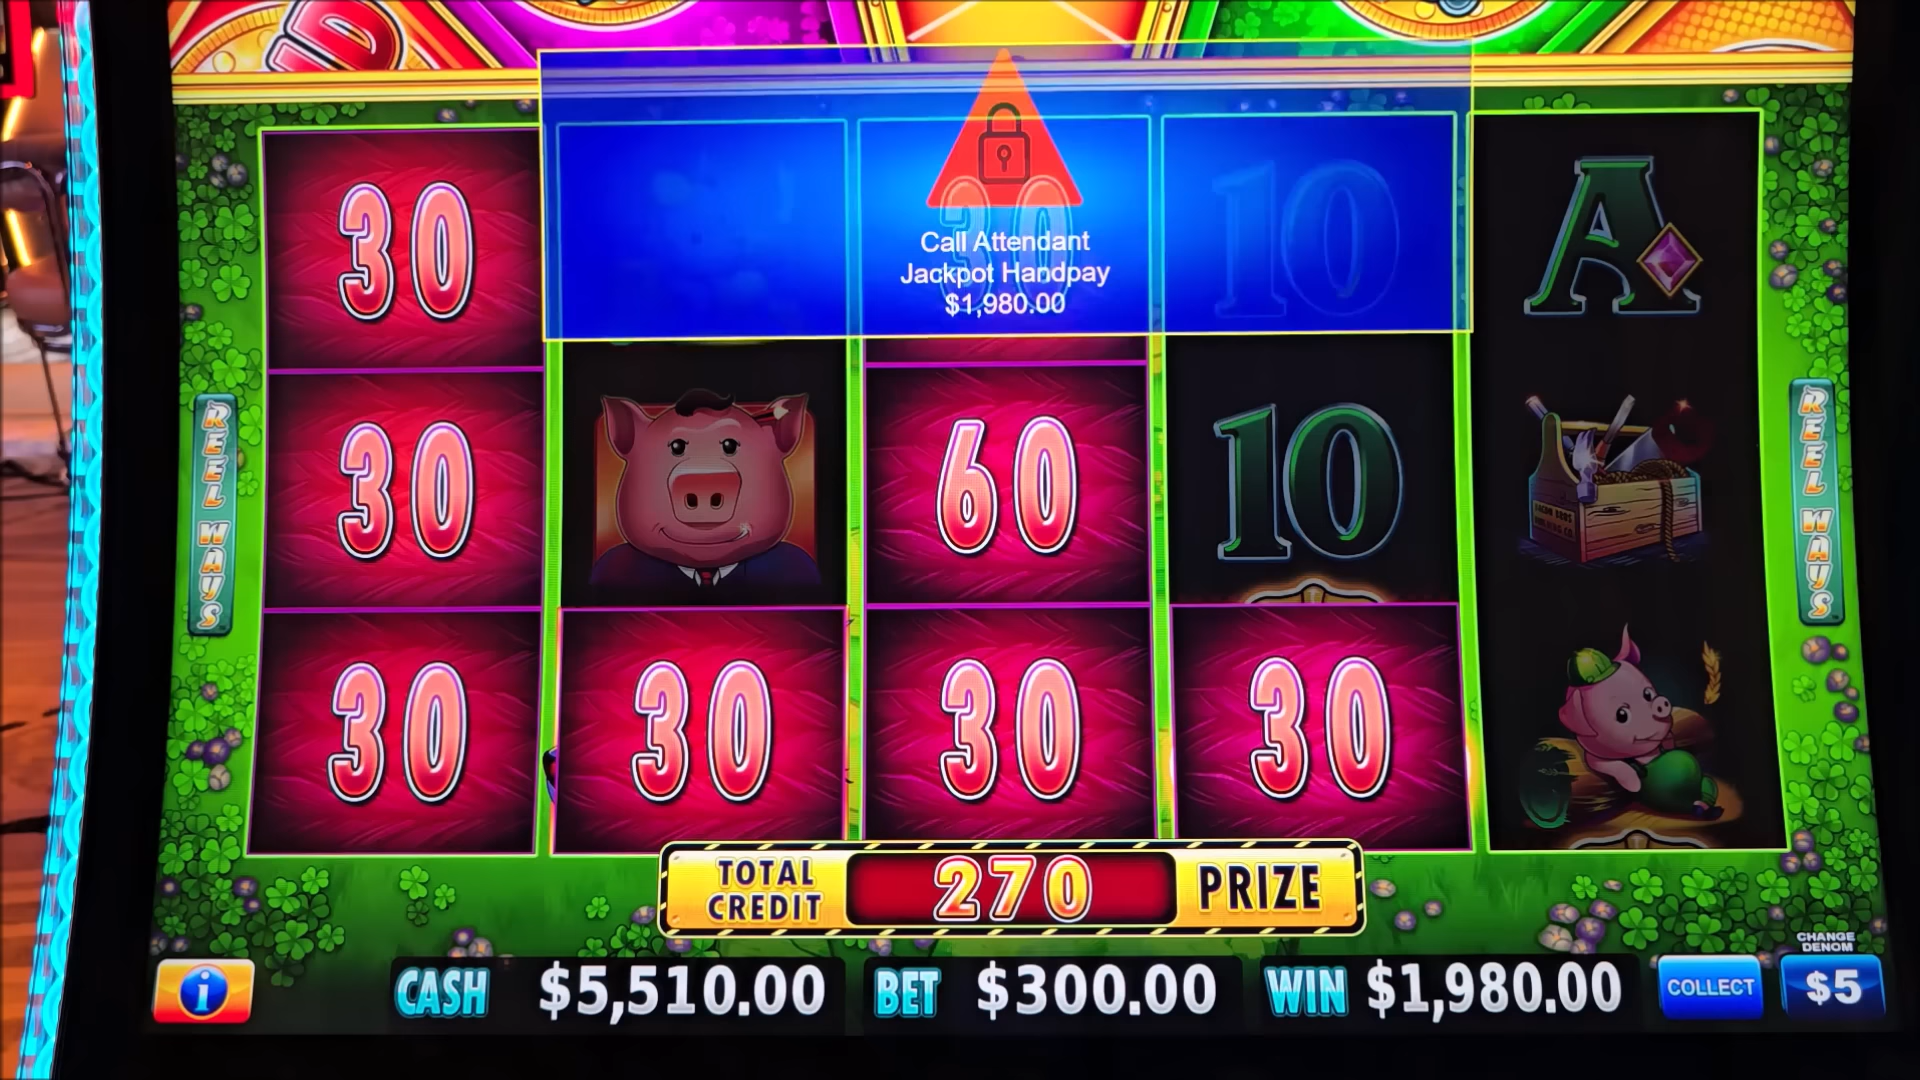 30
30
10
A
Call Attendant
Jackpot Handpay
$1,980.00
30
60
10
REEL WAYS
REEL WAYS
30
30
30
30
TOTAL
CREDIT
270
PRIZE
CHANGE
DENOM
CASH $5,510.00 BET $300.00 WIN $1,980.00 COLLECT $5